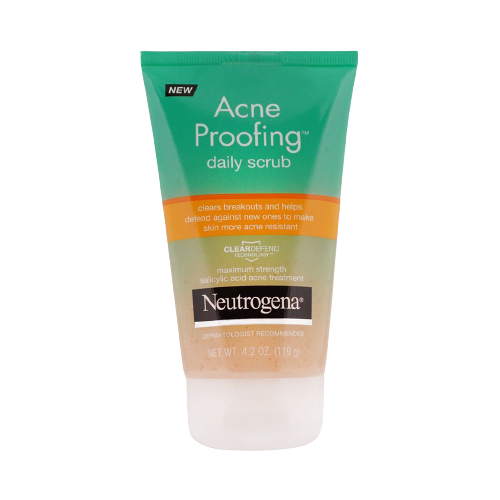 NEW
Acne
Proofing™
daily scrub
clears breakouts and helps
defend against new ones to make
skin more acne resistant
CLEARDEFEND
TECHNOLOGY™
maximum strength
salicylic acid acne treatment
Neutrogena®
DERMATOLOGIST RECOMMENDED
NET WT. 4.2 OZ. (119 g)